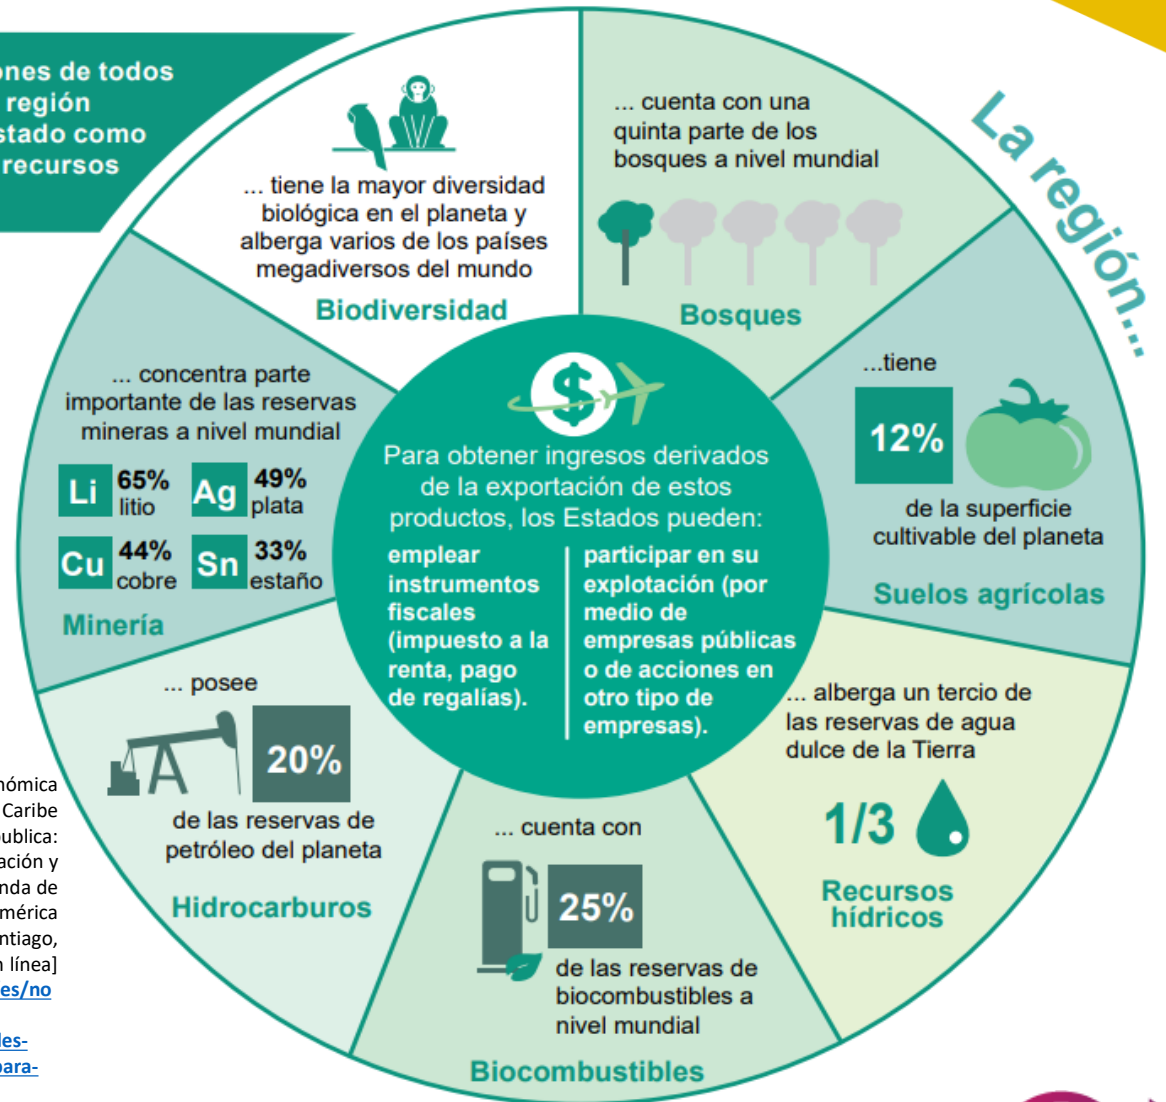 ones de todos
región
stado como
recursos
La región...
... tiene la mayor diversidad
biológica en el planeta y
alberga varios de los países
megadiversos del mundo
Biodiversidad
... cuenta con una
quinta parte de los
bosques a nivel mundial
Bosques
...tiene
12%
de la superficie
cultivable del planeta
Suelos agrícolas
... alberga un tercio de
las reservas de agua
dulce de la Tierra
1/3
Recursos
hídricos
... cuenta con
25%
de las reservas de
biocombustibles a
nivel mundial
Biocombustibles
... posee
20%
de las reservas de
petróleo del planeta
Hidrocarburos
... concentra parte
importante de las reservas
mineras a nivel mundial
Li 65% litio
Ag 49% plata
Cu 44% cobre
Sn 33% estaño
Minería
$
Para obtener ingresos derivados
de la exportación de estos
productos, los Estados pueden:
emplear
instrumentos
fiscales
(impuesto a la
renta, pago
de regalías).
participar en su
explotación (por
medio de
empresas públicas
o de acciones en
otro tipo de
empresas).
nómica
Caribe
ublica:
ación y
nda de
mérica
ntiago,
n línea]
es/no
des-
para-